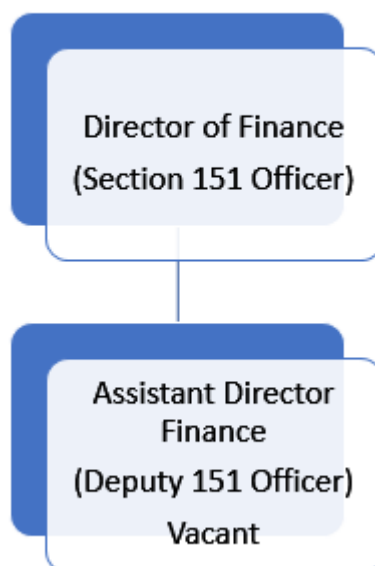 Director of Finance
(Section 151 Officer)
Assistant Director
Finance
(Deputy 151 Officer)
Vacant